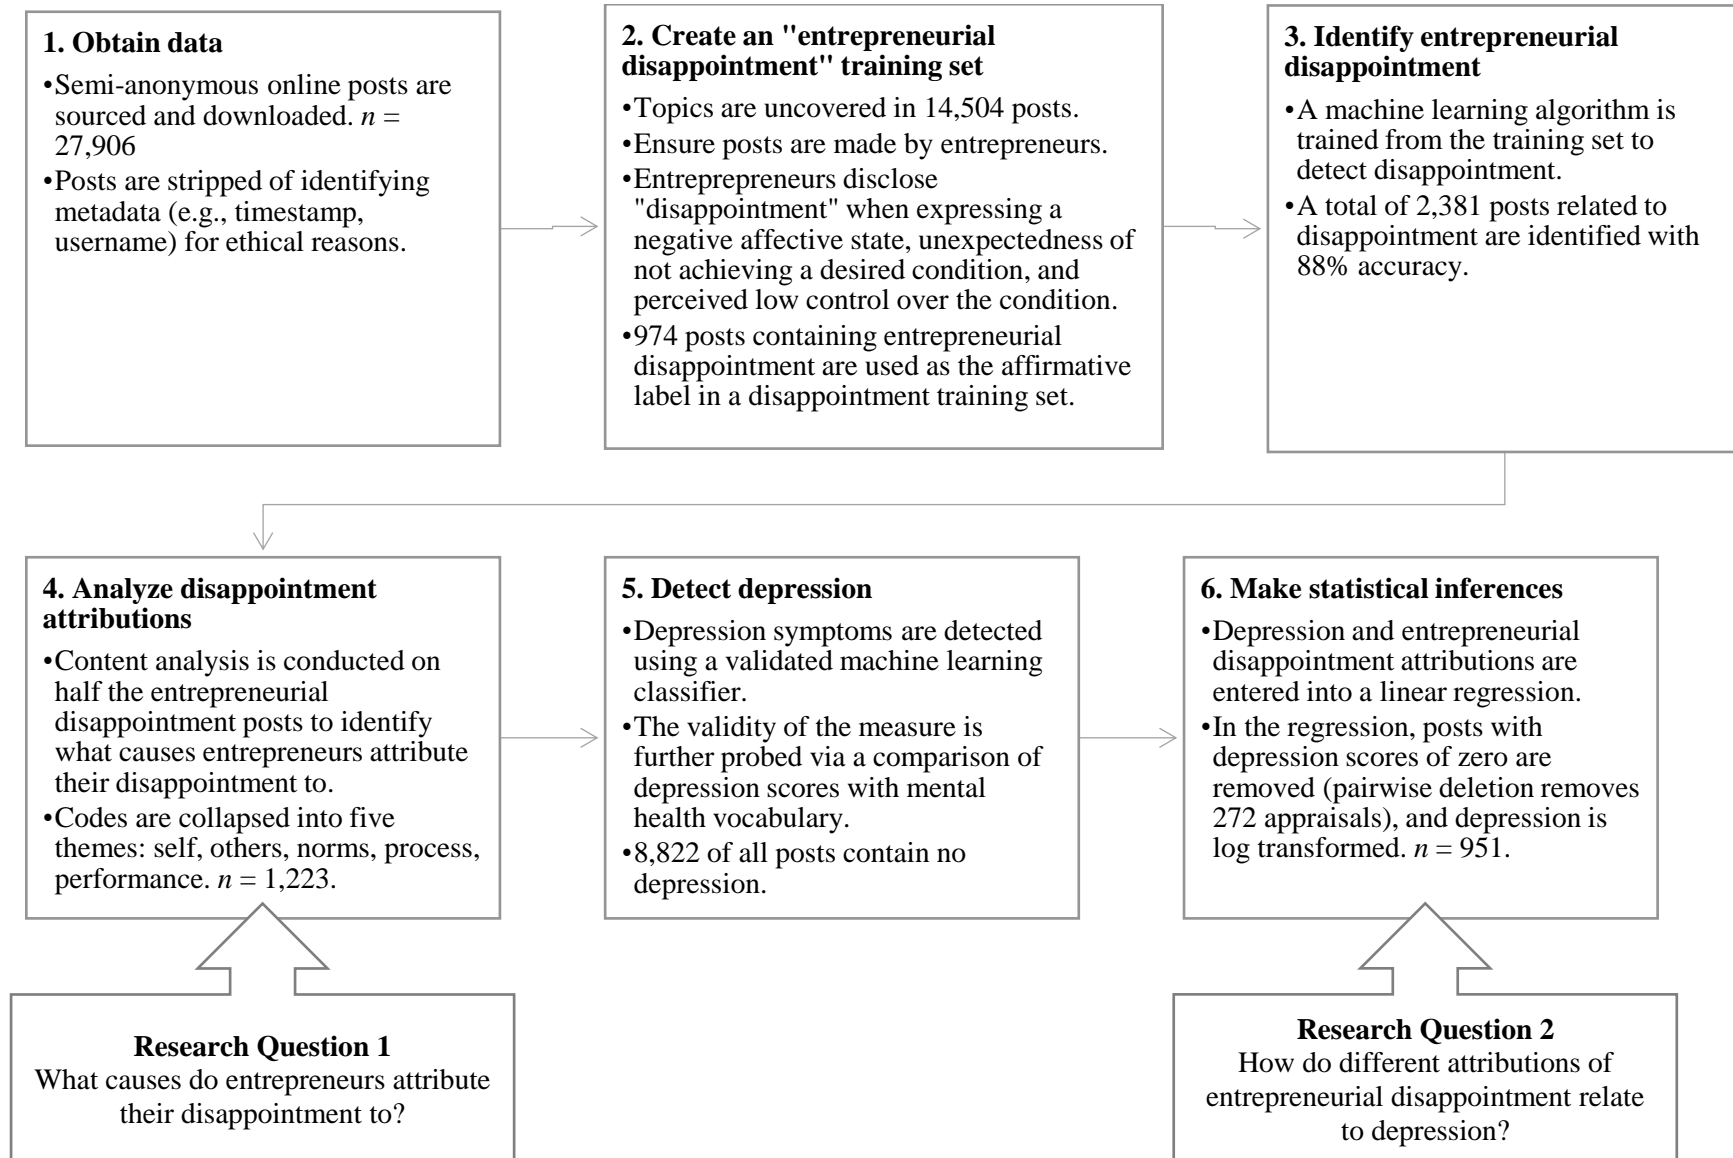 1. Obtain data
•Semi-anonymous online posts are
sourced and downloaded. n =
27,906
•Posts are stripped of identifying
metadata (e.g., timestamp,
username) for ethical reasons.
2. Create an "entrepreneurial
disappointment" training set
•Topics are uncovered in 14,504 posts.
•Ensure posts are made by entrepreneurs.
•Entreprepreneurs disclose
"disappointment" when expressing a
negative affective state, unexpectedness of
not achieving a desired condition, and
perceived low control over the condition.
•974 posts containing entrepreneurial
disappointment are used as the affirmative
label in a disappointment training set.
3. Identify entrepreneurial
disappointment
•A machine learning algorithm is
trained from the training set to
detect disappointment.
•A total of 2,381 posts related to
disappointment are identified with
88% accuracy.
4. Analyze disappointment
attributions
•Content analysis is conducted on
half the entrepreneurial
disappointment posts to identify
what causes entrepreneurs attribute
their disappointment to.
•Codes are collapsed into five
themes: self, others, norms, process,
performance. n = 1,223.
5. Detect depression
•Depression symptoms are detected
using a validated machine learning
classifier.
•The validity of the measure is
further probed via a comparison of
depression scores with mental
health vocabulary.
•8,822 of all posts contain no
depression.
6. Make statistical inferences
•Depression and entrepreneurial
disappointment attributions are
entered into a linear regression.
•In the regression, posts with
depression scores of zero are
removed (pairwise deletion removes
272 appraisals), and depression is
log transformed. n = 951.
Research Question 1
What causes do entrepreneurs attribute
their disappointment to?
Research Question 2
How do different attributions of
entrepreneurial disappointment relate
to depression?